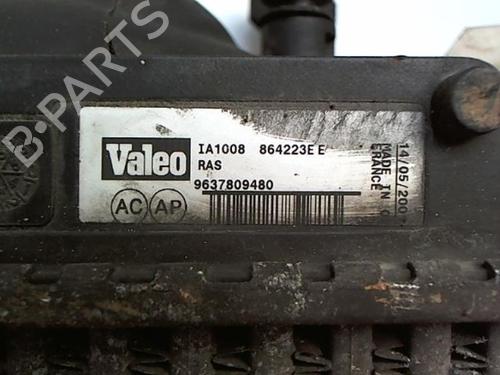 B-PARTS
Valeo
IA1008 864223E E
RAS
9637809480
AC AP
MADE IN
FRANCE
14/05/200